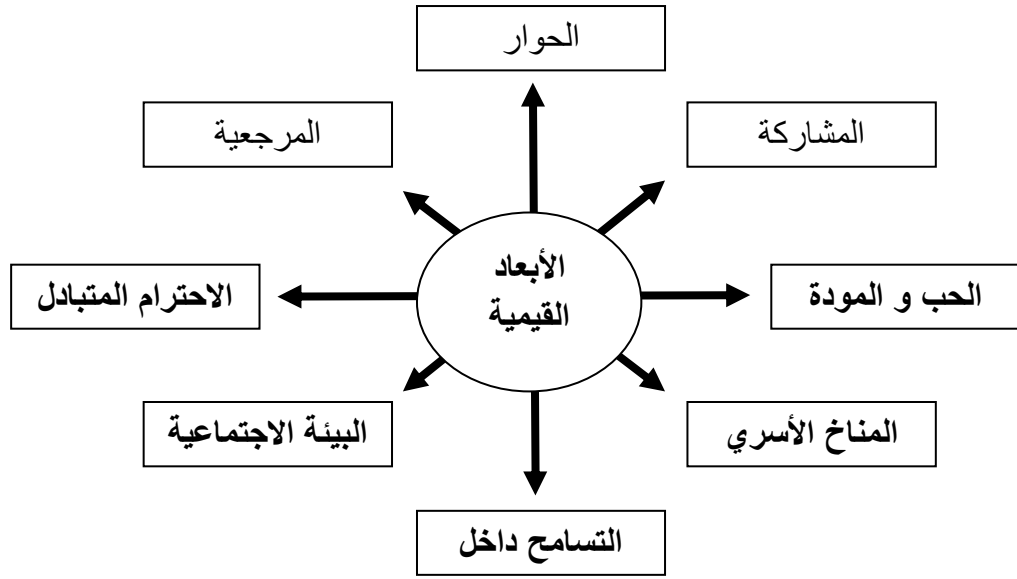 الحوار
المشاركة
المرجعية
الأبعاد
القيمية
الحب و المودة
الاحترام المتبادل
المناخ الأسري
البيئة الاجتماعية
التسامح داخل